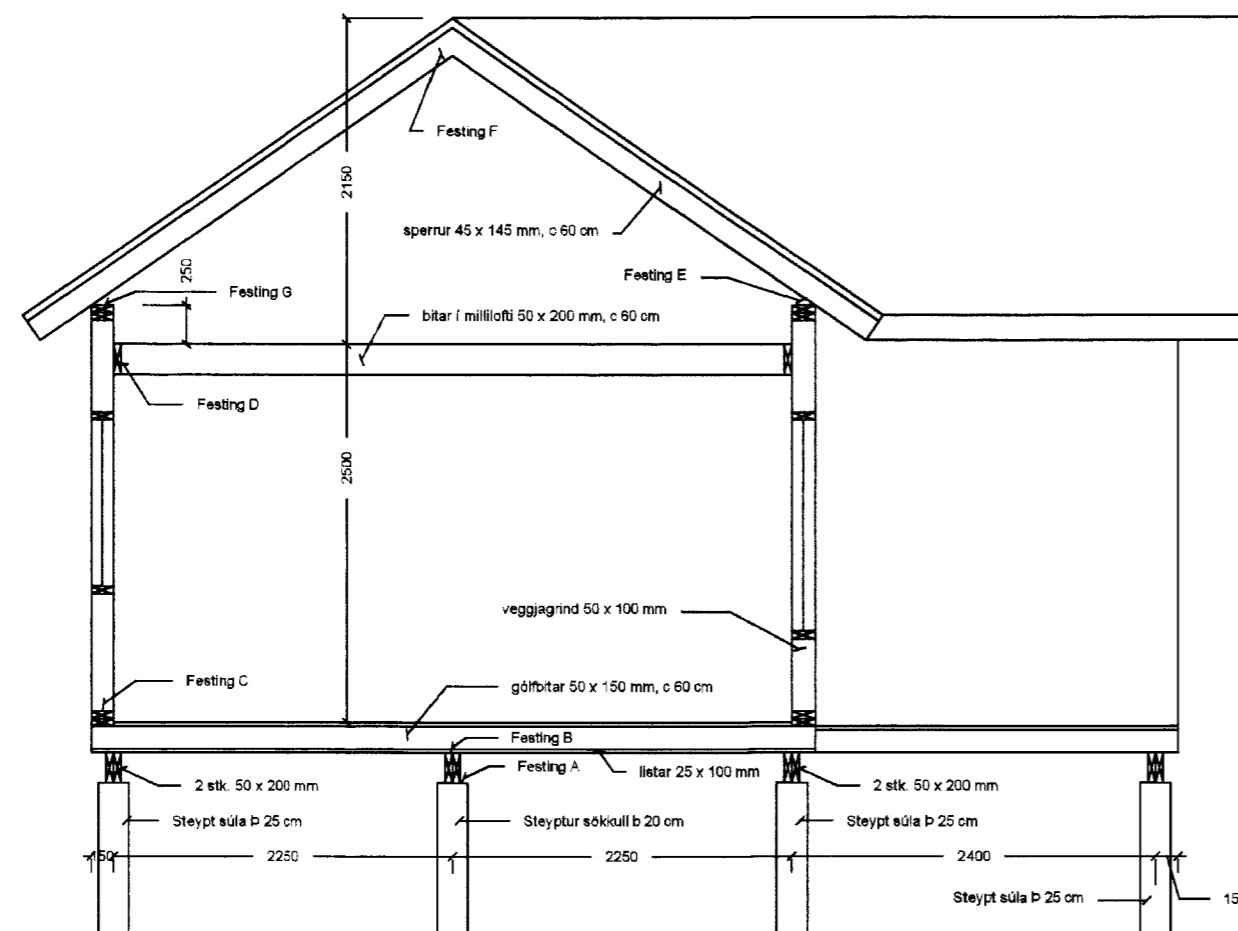 Festing F
2150
sperrur 45 x 145 mm, c 60 cm
250
Festing G
Festing E
bitar í millilofti 50 x 200 mm, c 60 cm
Festing D
2500
veggjagrind 50 x 100 mm
Festing C
gólfbitar 50 x 150 mm, c 60 cm
Festing B
Festing A
listar 25 x 100 mm
2 stk. 50 x 200 mm
2 stk. 50 x 200 mm
Steypt súla Þ 25 cm
Steyptur sökkull b 20 cm
Steypt súla Þ 25 cm
150
2250
2250
2400
Steypt súla Þ 25 cm
15